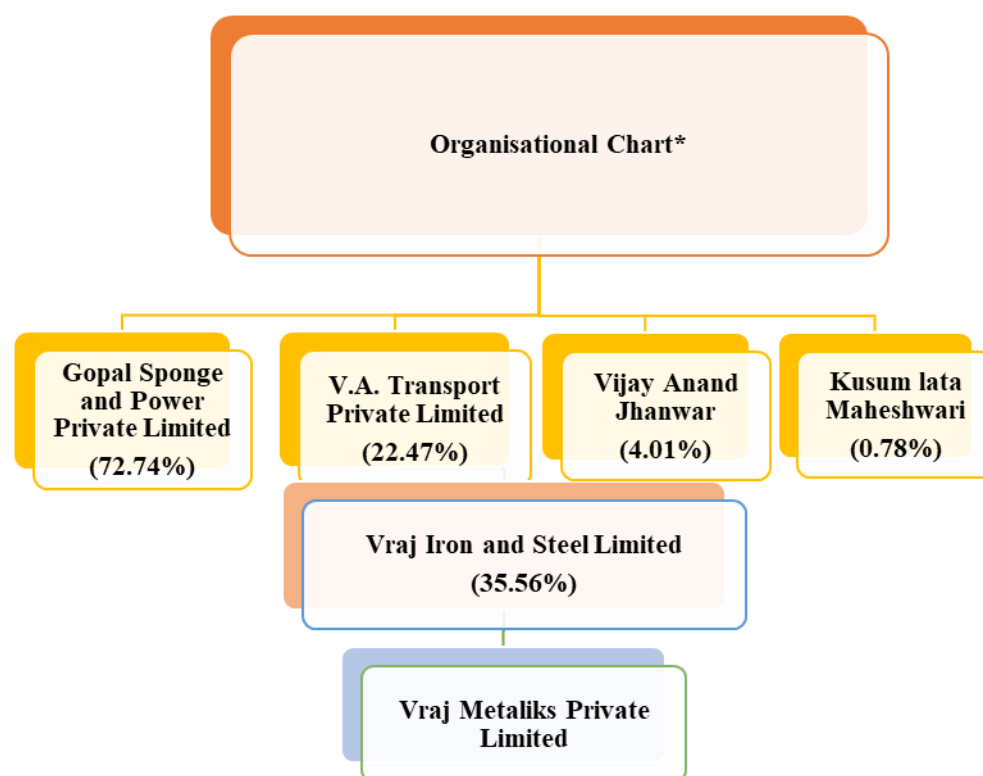 Organisational Chart*
Gopal Sponge
and Power
Private Limited
(72.74%)
V.A. Transport
Private Limited
(22.47%)
Vijay Anand
Jhanwar
(4.01%)
Kusum lata
Maheshwari
(0.78%)
Vraj Iron and Steel Limited
(35.56%)
Vraj Metaliks Private
Limited